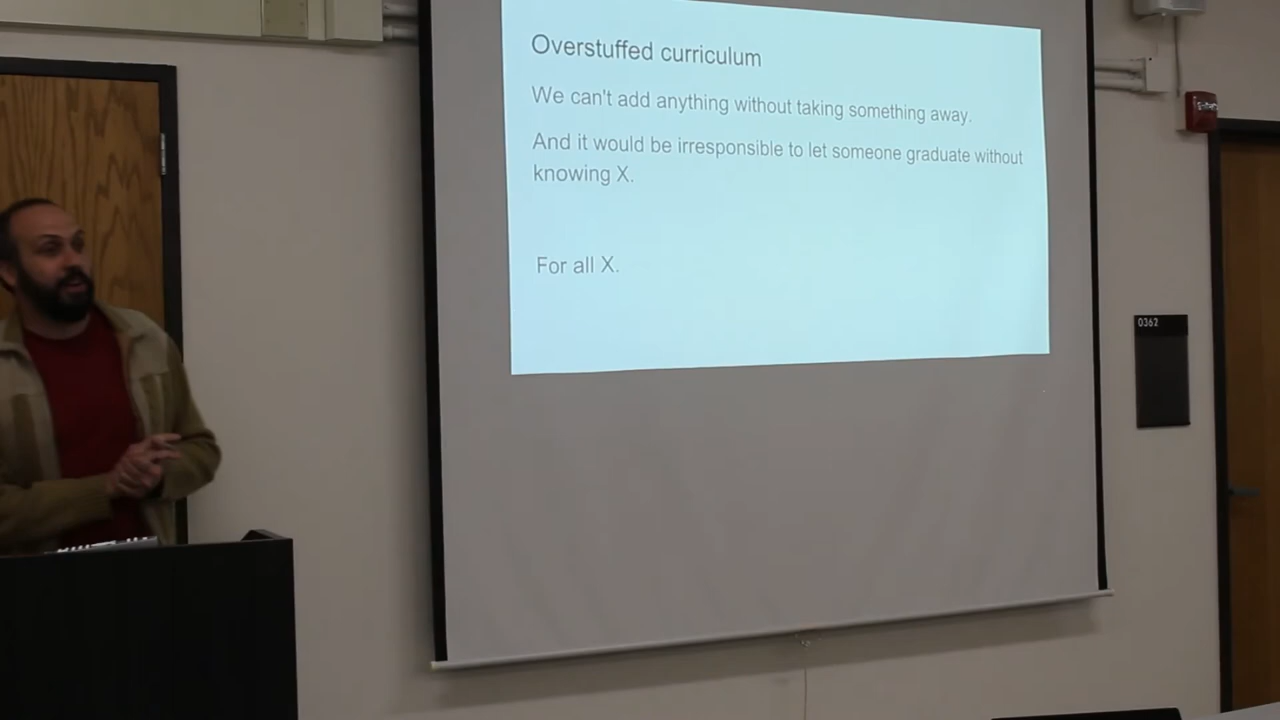 Overstuffed curriculum
We can't add anything without taking something away.
And it would be irresponsible to let someone graduate without
knowing X.
For all X.
0362